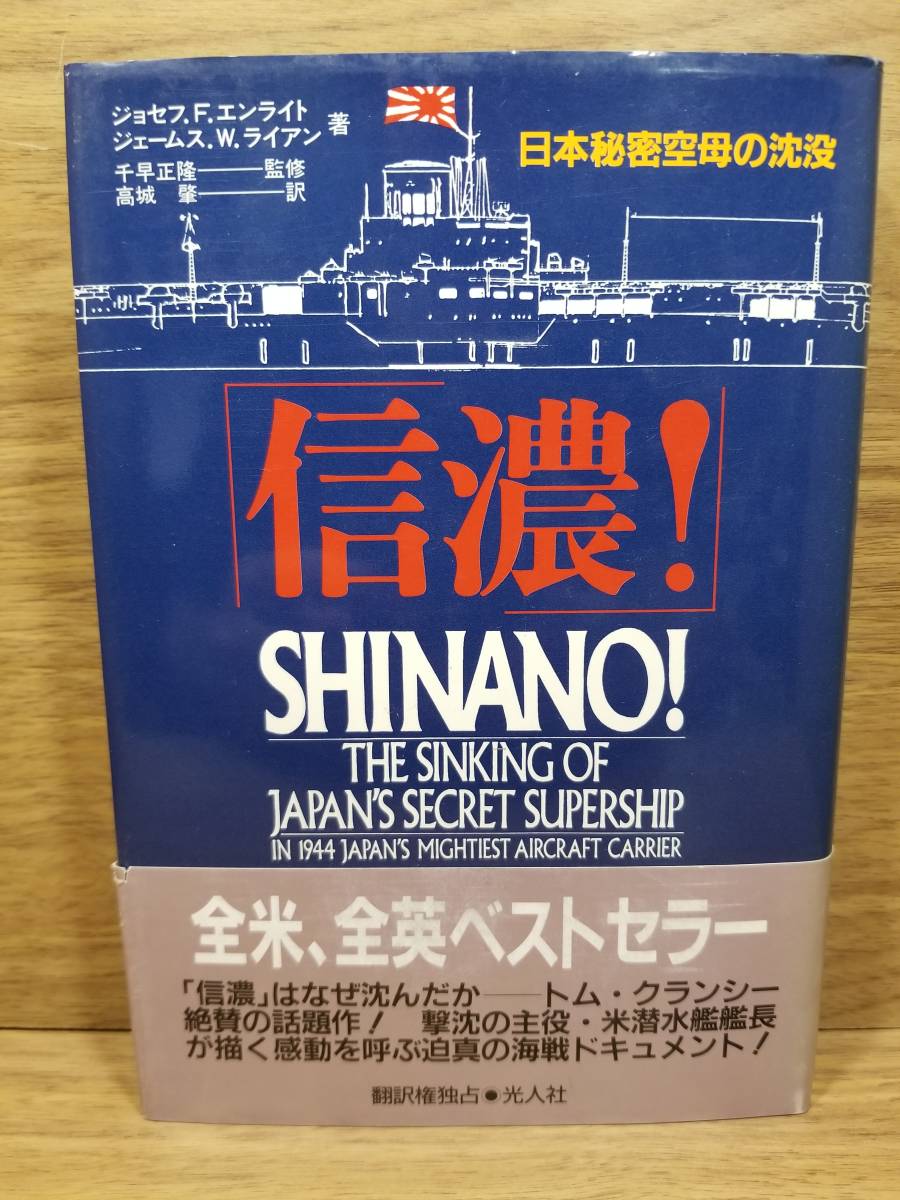 ジョセフ.F.エンライト
ジェームス.W.ライアン 著
千早正隆――監修
高城 肇――訳
日本秘密空母の沈没
「信濃!」
SHINANO!
THE SINKING OF
JAPAN'S SECRET SUPERSHIP
IN 1944 JAPAN'S MIGHTIEST AIRCRAFT CARRIER
全米、全英ベストセラー
「信濃」はなぜ沈んだか――トム・クランシー
絶賛の話題作! 撃沈の主役・米潜水艦艦長
が描く感動を呼ぶ迫真の海戦ドキュメント!
翻訳権独占●光人社